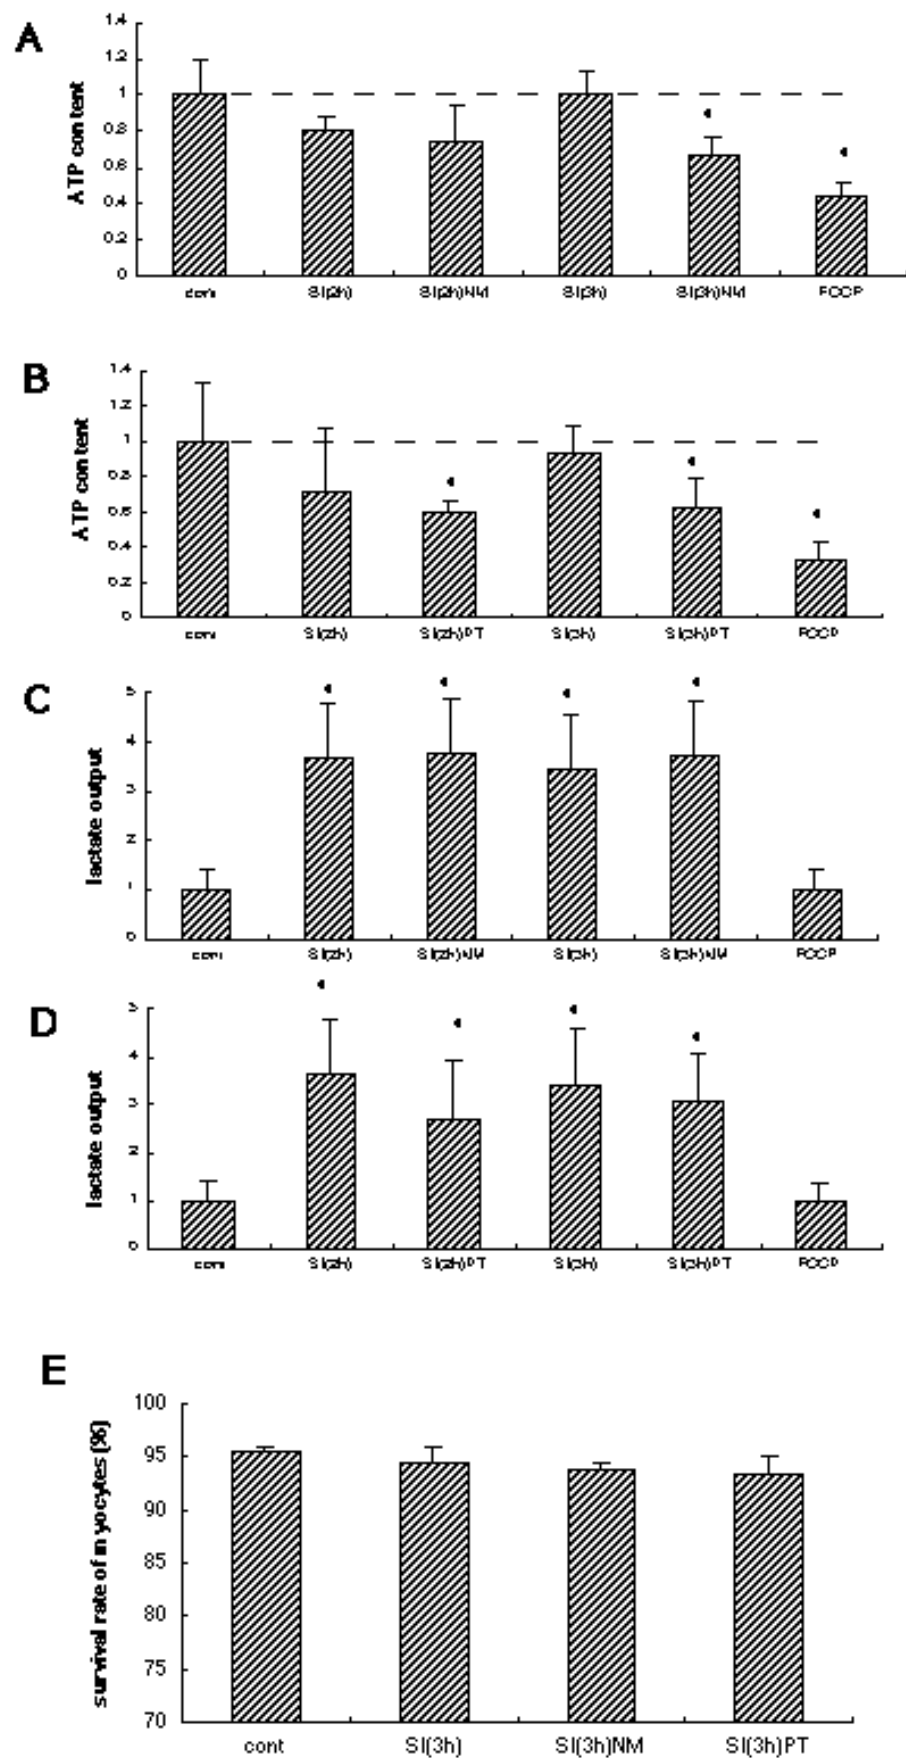 A
ATP content
1.4
1.2
1
0.8
0.6
0.4
0.2
0
cont SI(2h) SI(2h)NM SI(3h) SI(3h)NM FCCP
B
ATP content
1.4
1.2
1
0.8
0.6
0.4
0.2
0
cont SI(2h) SI(2h)PT SI(3h) SI(3h)PT FCCP
C
lactate output
5
4
3
2
1
0
cont SI(2h) SI(2h)NM SI(3h) SI(3h)NM FCCP
D
lactate output
5
4
3
2
1
0
cont SI(2h) SI(2h)PT SI(3h) SI(3h)PT FCCP
E
survival rate of myocytes (%)
100
95
90
85
80
75
70
cont SI(3h) SI(3h)NM SI(3h)PT